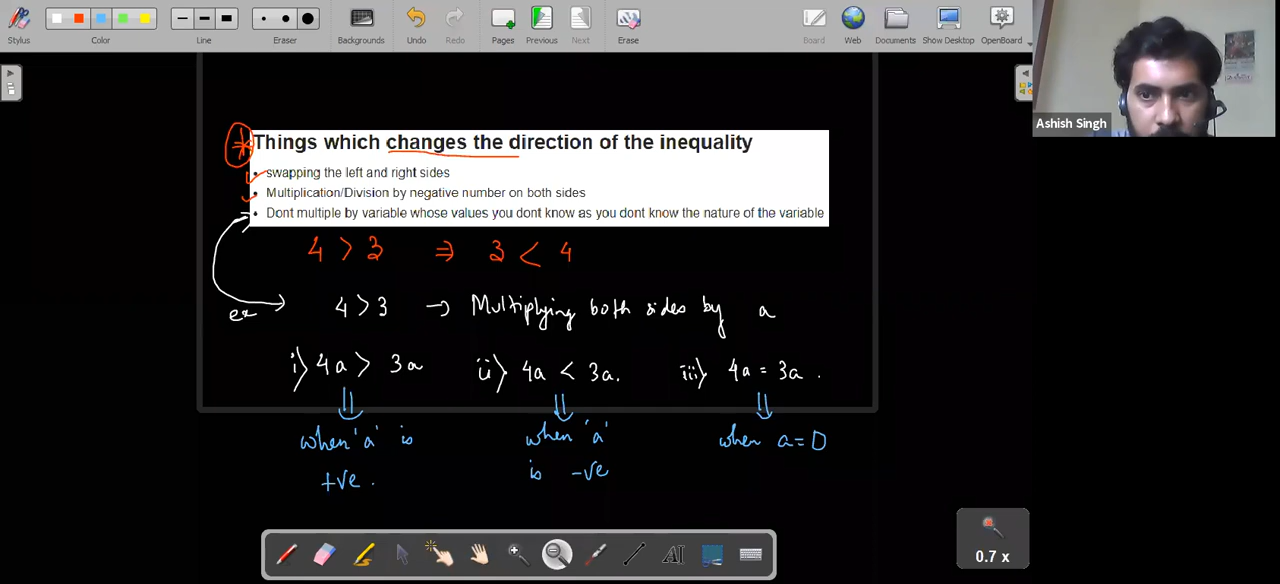 Stylus Color Line Eraser Backgrounds Undo Redo Pages Previous Next Erase Board Web Documents Show Desktop OpenBoard
Ashish Singh
Things which changes the direction of the inequality
• swapping the left and right sides
• Multiplication/Division by negative number on both sides
• Dont multiple by variable whose values you dont know as you dont know the nature of the variable
4 > 3 ⇒ 3 < 4
ex 4 > 3 → Multiplying both sides by a
i) 4a > 3a ii) 4a < 3a. iii) 4a = 3a.
when 'a' is when 'a' when a = 0
+ve. is -ve
AI
0.7 x